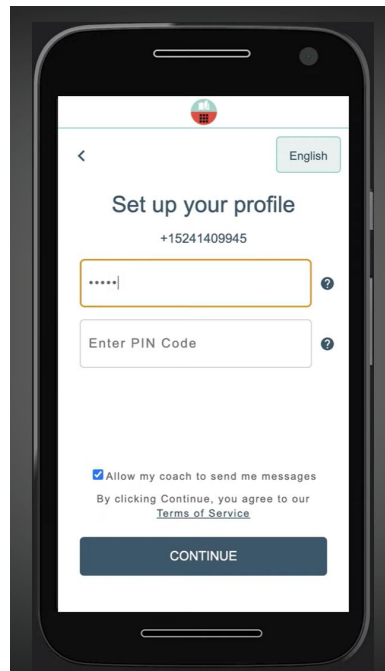 English
Set up your profile
+15241409945
•••••
?
Enter PIN Code
?
Allow my coach to send me messages
By clicking Continue, you agree to our
Terms of Service
CONTINUE